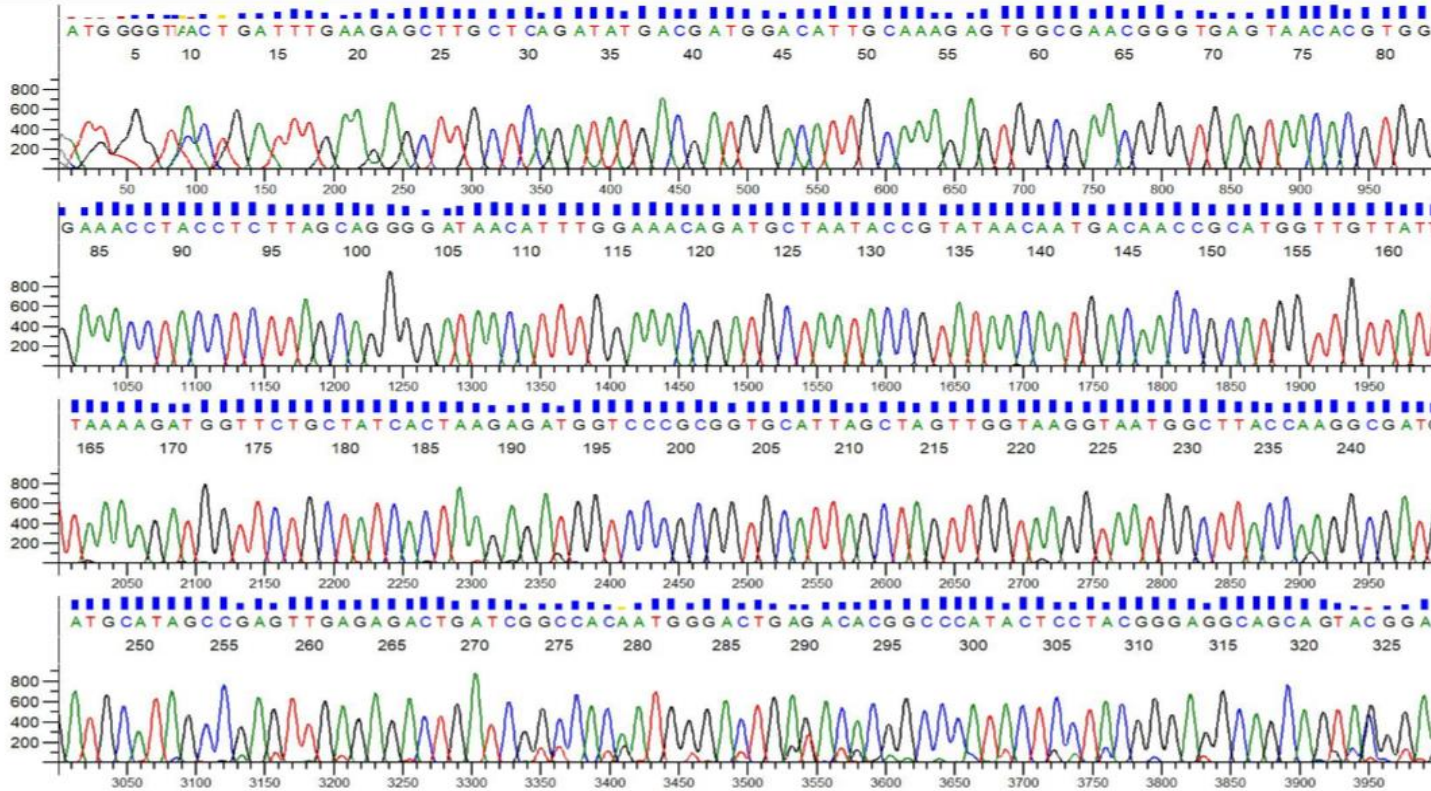 ATGGGGTTAACTGATTTGAAGAGCTTGCTCAGATATGACGATGGACATTGCAAAGAGTGGCGAACGGGTGAGTAACACGTGG
5 10 15 20 25 30 35 40 45 50 55 60 65 70 75 80
800
600
400
200
50 100 150 200 250 300 350 400 450 500 550 600 650 700 750 800 850 900 950
GAAACCTACCTCTTAGCAGGGGATAACATTTGGAAACAGATGCTAATACCGTATAACAATGACAACCGCATGGTTGTTATT
85 90 95 100 105 110 115 120 125 130 135 140 145 150 155 160
800
600
400
200
1050 1100 1150 1200 1250 1300 1350 1400 1450 1500 1550 1600 1650 1700 1750 1800 1850 1900 1950
TAAAAGATGGTTCTGCTATCACTAAGAGATGGTCCCGCGGTGCATTAGCTAGTTGGTAAGGTAATGGCTTACCAAGGCGAT
165 170 175 180 185 190 195 200 205 210 215 220 225 230 235 240
800
600
400
200
2050 2100 2150 2200 2250 2300 2350 2400 2450 2500 2550 2600 2650 2700 2750 2800 2850 2900 2950
ATGCATAGCCGAGTTGAGAGACTGATCGGCCACAATGGGACTGAGACACGGCCCATACTCCTACGGGAGGCAGCAGTACGGA
250 255 260 265 270 275 280 285 290 295 300 305 310 315 320 325
800
600
400
200
3050 3100 3150 3200 3250 3300 3350 3400 3450 3500 3550 3600 3650 3700 3750 3800 3850 3900 3950